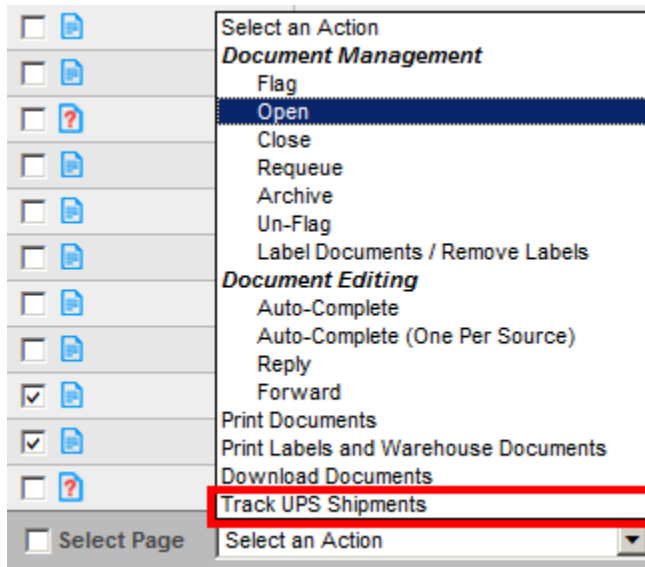 Select an Action
Document Management
Flag
Open
Close
Requeue
Archive
Un-Flag
Label Documents / Remove Labels
Document Editing
Auto-Complete
Auto-Complete (One Per Source)
Reply
Forward
Print Documents
Print Labels and Warehouse Documents
Download Documents
Track UPS Shipments
Select Page Select an Action